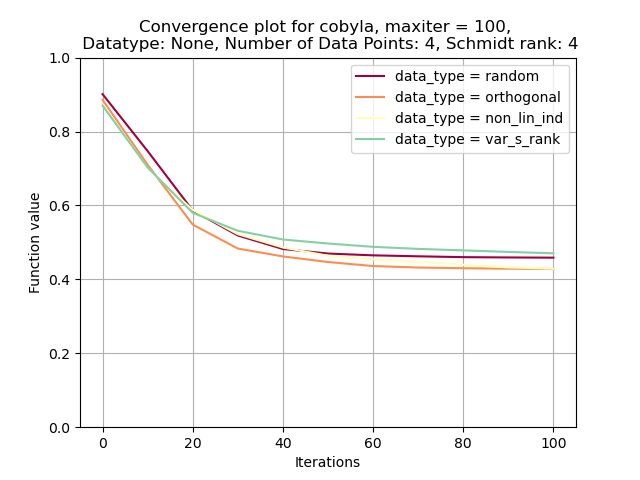 Convergence plot for cobyla, maxiter = 100,
Datatype: None, Number of Data Points: 4, Schmidt rank: 4
data_type = random
data_type = orthogonal
data_type = non_lin_ind
data_type = var_s_rank
Function value
1.0
0.8
0.6
0.4
0.2
0.0
0 20 40 60 80 100
Iterations